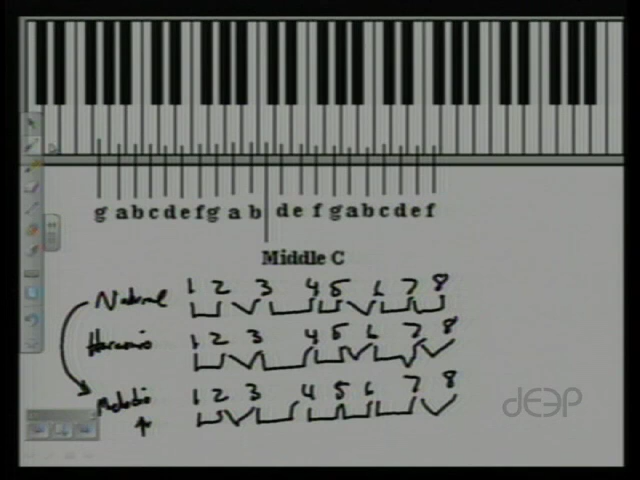 g a b c d e f g a b d e f g a b c d e f
Middle C
Natural 1 2 3 4 5 6 7 8
Harmonic 1 2 3 4 5 6 7 8
Melodic 1 2 3 4 5 6 7 8
dEEP